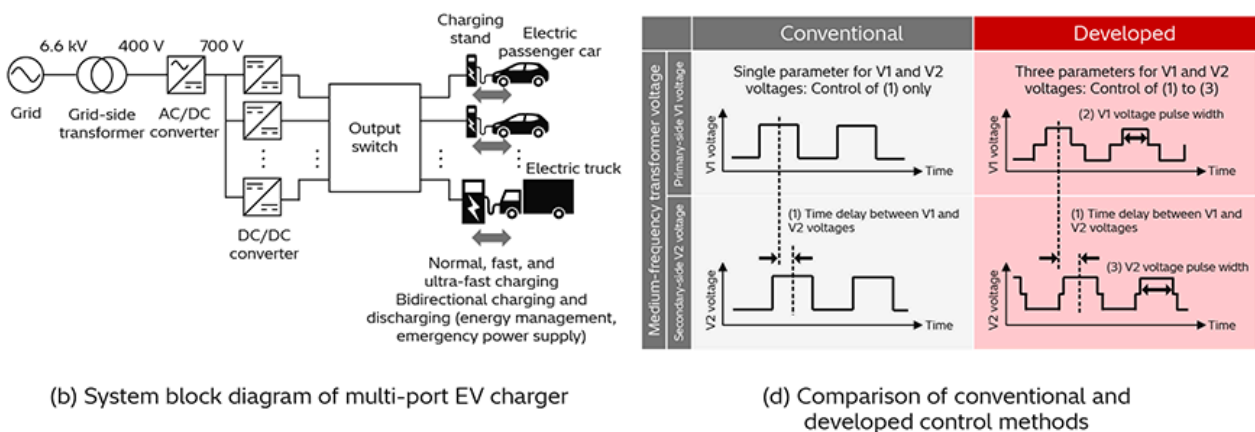 6.6 kV
400 V
700 V
Grid
Grid-side
transformer
AC/DC
converter
DC/DC
converter
Output
switch
Charging
stand
Electric
passenger car
Electric truck
Normal, fast, and
ultra-fast charging
Bidirectional charging and
discharging (energy management,
emergency power supply)
(b) System block diagram of multi-port EV charger
Conventional
Developed
Medium-frequency transformer voltage
Primary-side V1 voltage
Single parameter for V1 and V2
voltages: Control of (1) only
V1 voltage
Time
Three parameters for V1 and V2
voltages: Control of (1) to (3)
(2) V1 voltage pulse width
V1 voltage
Time
Secondary-side V2 voltage
(1) Time delay between V1 and
V2 voltages
V2 voltage
Time
(1) Time delay between V1 and
V2 voltages
(3) V2 voltage pulse width
V2 voltage
Time
(d) Comparison of conventional and
developed control methods